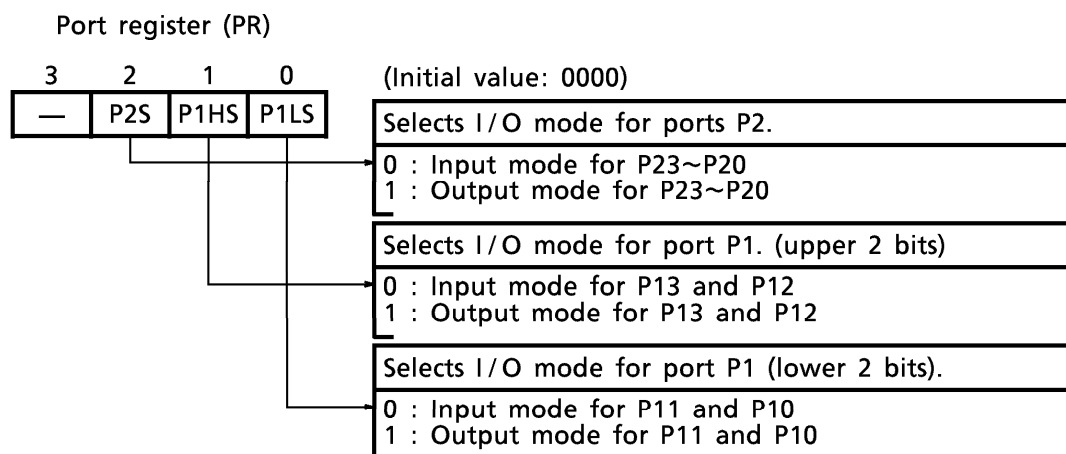 Port register (PR)
3 2 1 0 (Initial value: 0000)
— P2S P1HS P1LS
Selects I/O mode for ports P2.
0 : Input mode for P23~P20
1 : Output mode for P23~P20
Selects I/O mode for port P1. (upper 2 bits)
0 : Input mode for P13 and P12
1 : Output mode for P13 and P12
Selects I/O mode for port P1 (lower 2 bits).
0 : Input mode for P11 and P10
1 : Output mode for P11 and P10